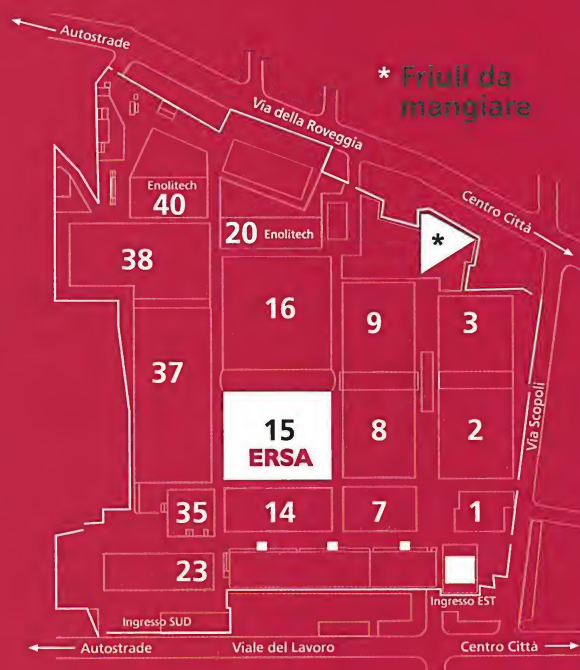 Autostrade
* Friuli da
mangiare
Via della Roveggia
Centro Città
Enolitech
40
20 Enolitech
*
38
16
9
3
37
15
ERSA
8
2
Via Scopoli
35
14
7
1
23
Ingresso EST
Ingresso SUD
Autostrade
Viale del Lavoro
Centro Città